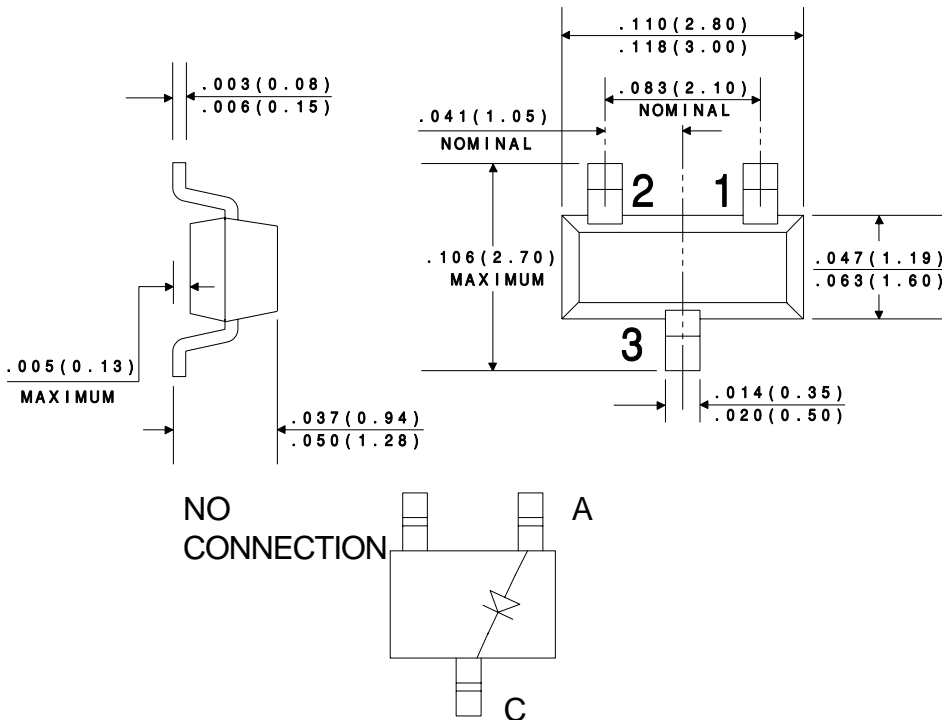 .110(2.80)
.118(3.00)
.003(0.08)
.006(0.15)
.083(2.10)
NOMINAL
.041(1.05)
NOMINAL
2
1
.106(2.70)
MAXIMUM
.047(1.19)
.063(1.60)
3
.005(0.13)
MAXIMUM
.014(0.35)
.020(0.50)
.037(0.94)
.050(1.28)
NO
CONNECTION
A
C